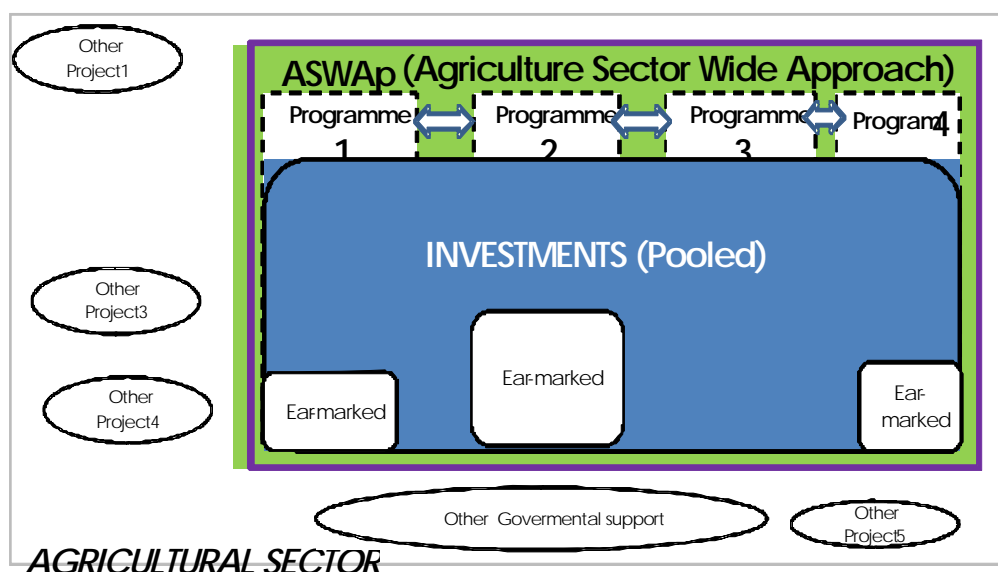 Other
Project1
ASWAp (Agriculture Sector Wide Approach)
Programme
1
Programme
2
Programme
3
Program4
INVESTMENTS (Pooled)
Other
Project3
Other
Project4
Ear-marked
Ear-marked
Ear-
marked
Other Govermental support
Other
Project5
AGRICULTURAL SECTOR